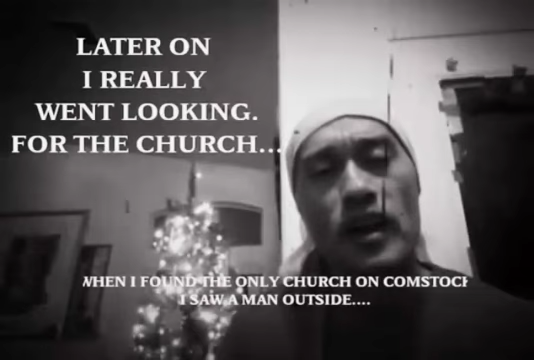 LATER ON
I REALLY
WENT LOOKING.
FOR THE CHURCH...
WHEN I FOUND THE ONLY CHURCH ON COMSTOCK
I SAW A MAN OUTSIDE....